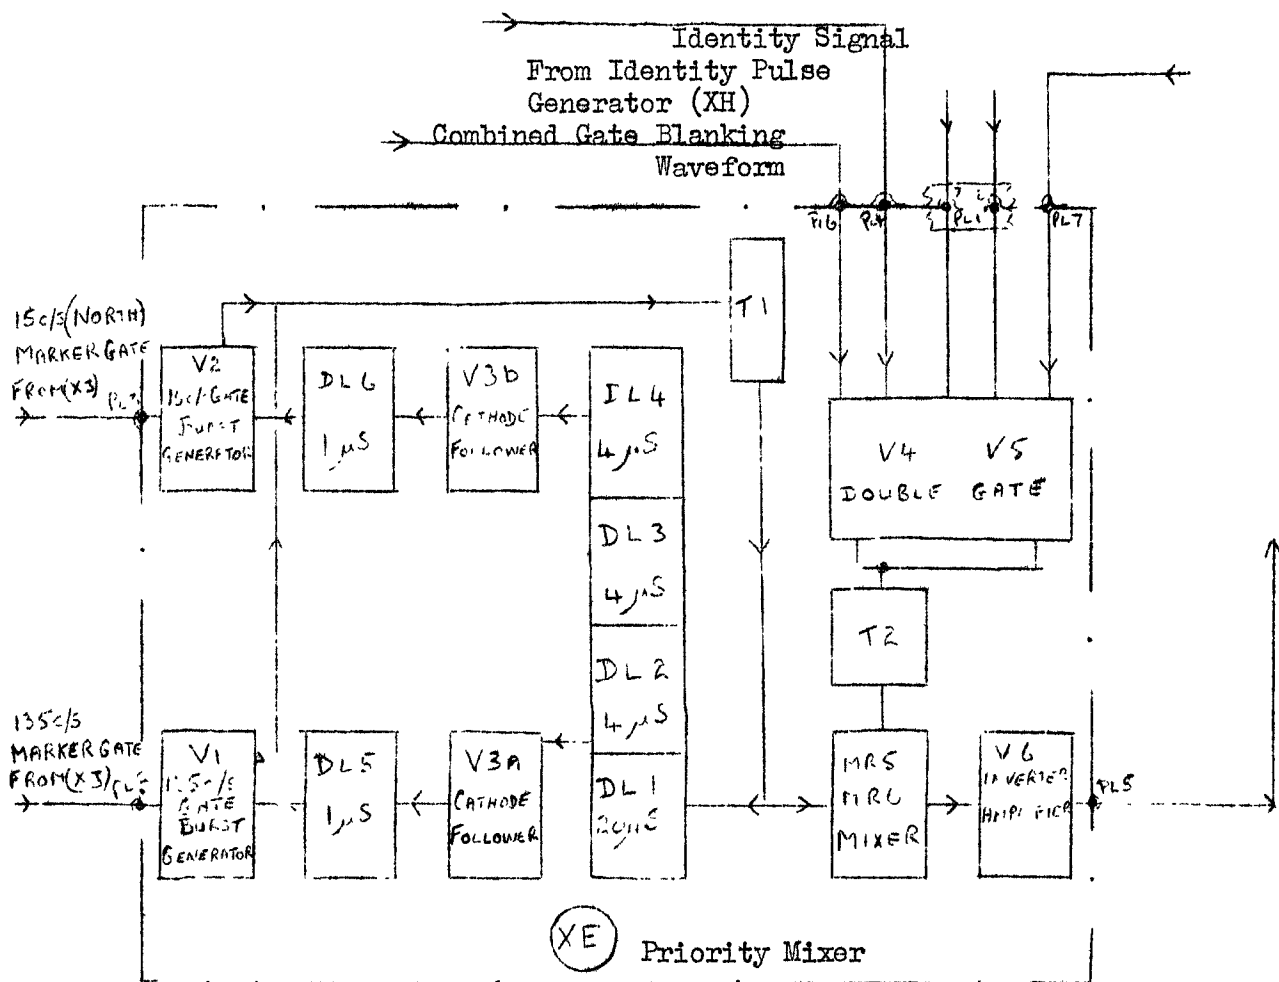 Identity Signal
From Identity Pulse
Generator (XH)
Combined Gate Blanking
Waveform
PL6
PL4
PL1
PL7
15c/s(NORTH)
MARKER GATE
FROM(X3)
V2
GATE
BURST
GENERATOR
DL6
1μS
V3b
CATHODE
FOLLOWER
DL4
4μS
DL3
4μS
DL2
4μS
DL1
20μS
T1
V4 V5
DOUBLE GATE
T2
135c/s
MARKER GATE
FROM(X3)
V1
135c/s
GATE
BURST
GENERATOR
DL5
1μS
V3A
CATHODE
FOLLOWER
MR5
MR6
MIXER
V6
INVERTER
AMPLIFIER
PL5
XE
Priority Mixer